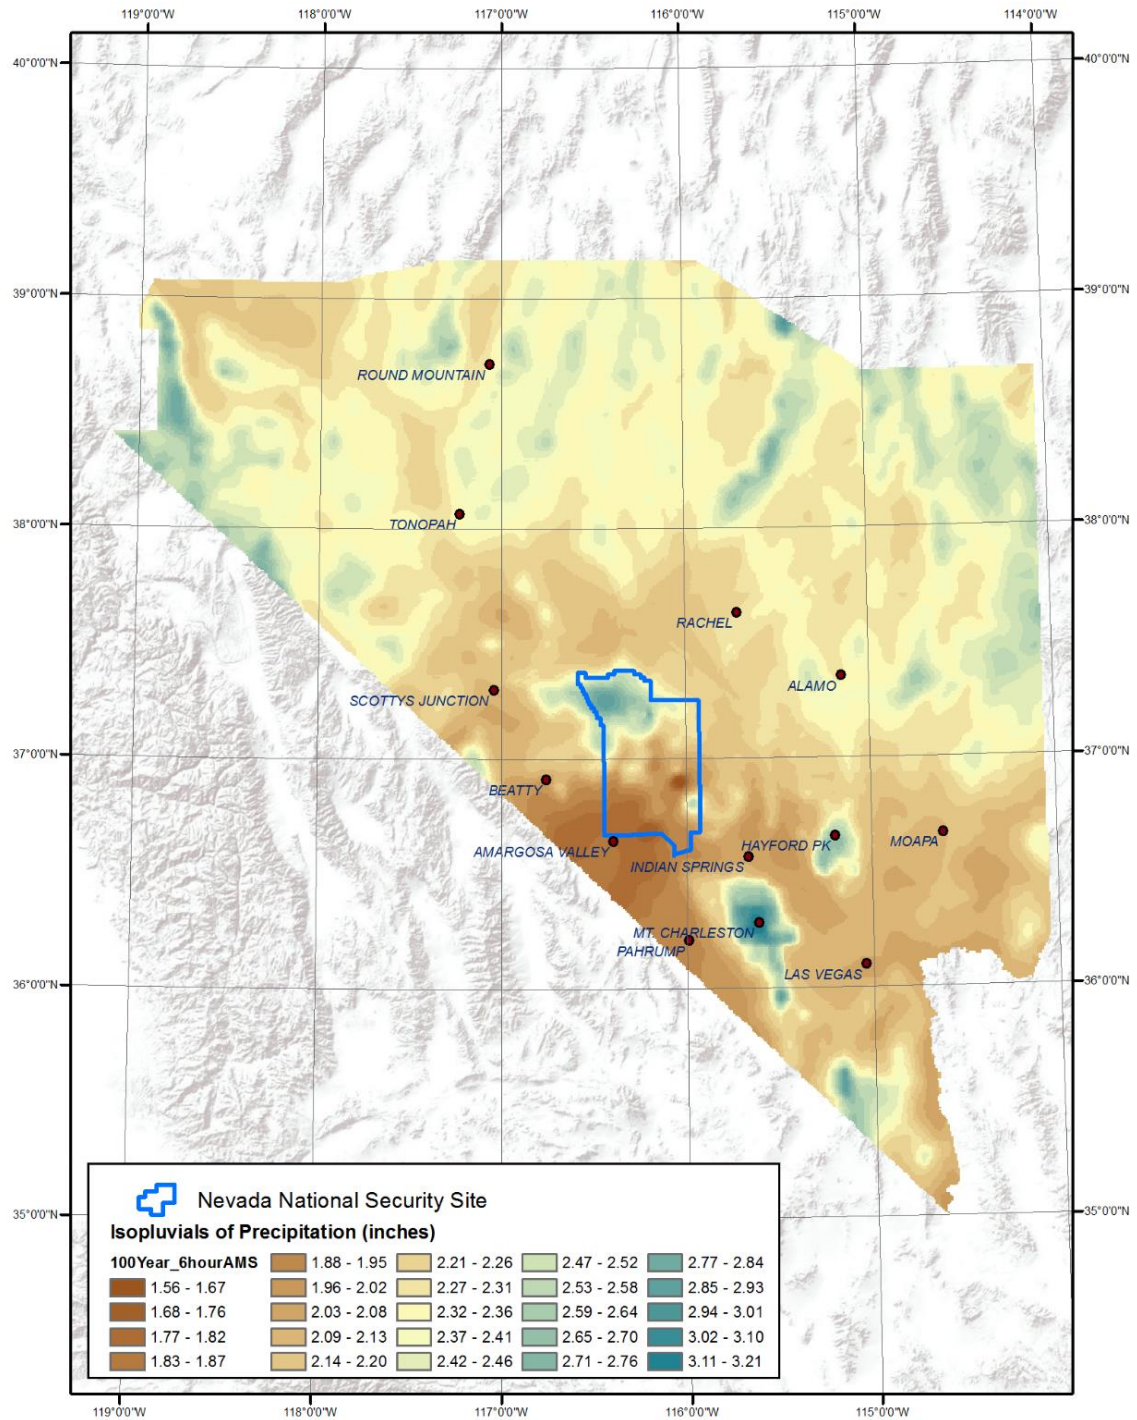 119°0'0"W 118°0'0"W 117°0'0"W 116°0'0"W 115°0'0"W 114°0'0"W
40°0'0"N 40°0'0"N
39°0'0"N 39°0'0"N
ROUND MOUNTAIN
38°0'0"N 38°0'0"N
TONOPAH
RACHEL
ALAMO
SCOTTYS JUNCTION
37°0'0"N 37°0'0"N
BEATTY
HAYFORD PK
MOAPA
AMARGOSA VALLEY
INDIAN SPRINGS
MT. CHARLESTON
PAHRUMP
LAS VEGAS
36°0'0"N 36°0'0"N
35°0'0"N 35°0'0"N
Nevada National Security Site
Isopluvials of Precipitation (inches)
100Year_6hourAMS
1.56 - 1.67
1.68 - 1.76
1.77 - 1.82
1.83 - 1.87
1.88 - 1.95
1.96 - 2.02
2.03 - 2.08
2.09 - 2.13
2.14 - 2.20
2.21 - 2.26
2.27 - 2.31
2.32 - 2.36
2.37 - 2.41
2.42 - 2.46
2.47 - 2.52
2.53 - 2.58
2.59 - 2.64
2.65 - 2.70
2.71 - 2.76
2.77 - 2.84
2.85 - 2.93
2.94 - 3.01
3.02 - 3.10
3.11 - 3.21
119°0'0"W 118°0'0"W 117°0'0"W 116°0'0"W 115°0'0"W